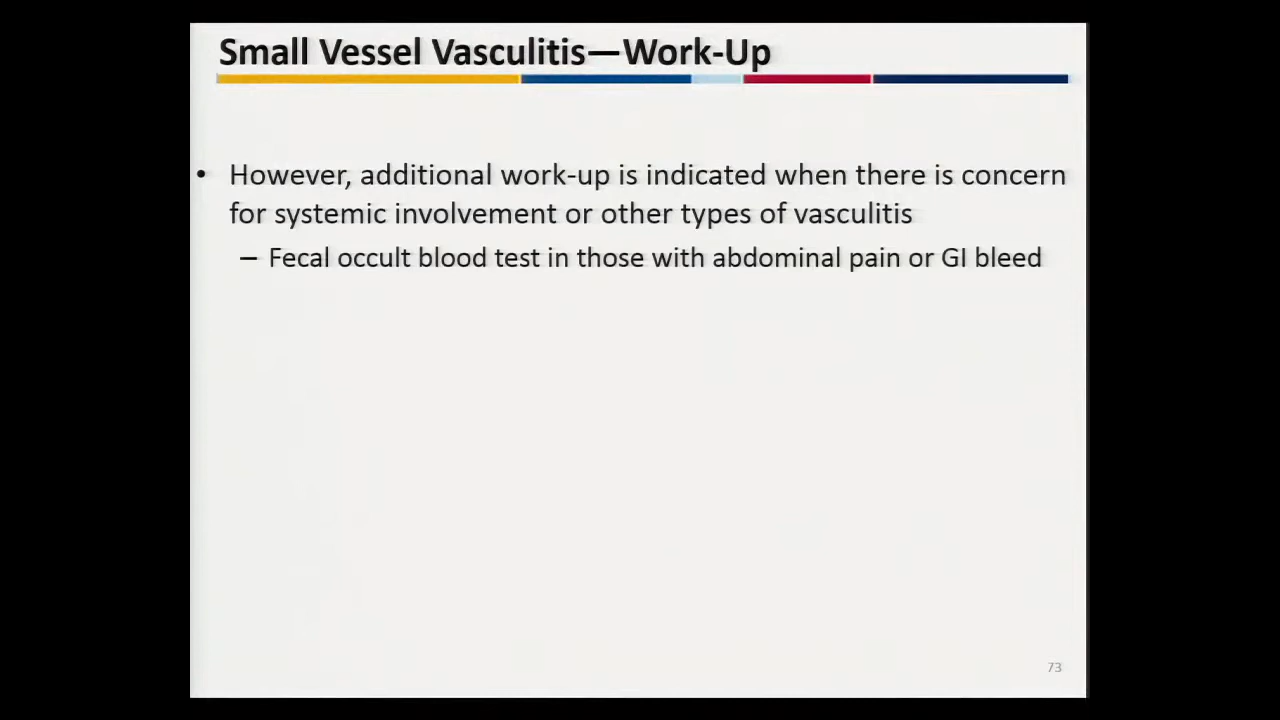 Small Vessel Vasculitis—Work-Up
• However, additional work-up is indicated when there is concern
for systemic involvement or other types of vasculitis
– Fecal occult blood test in those with abdominal pain or GI bleed
73